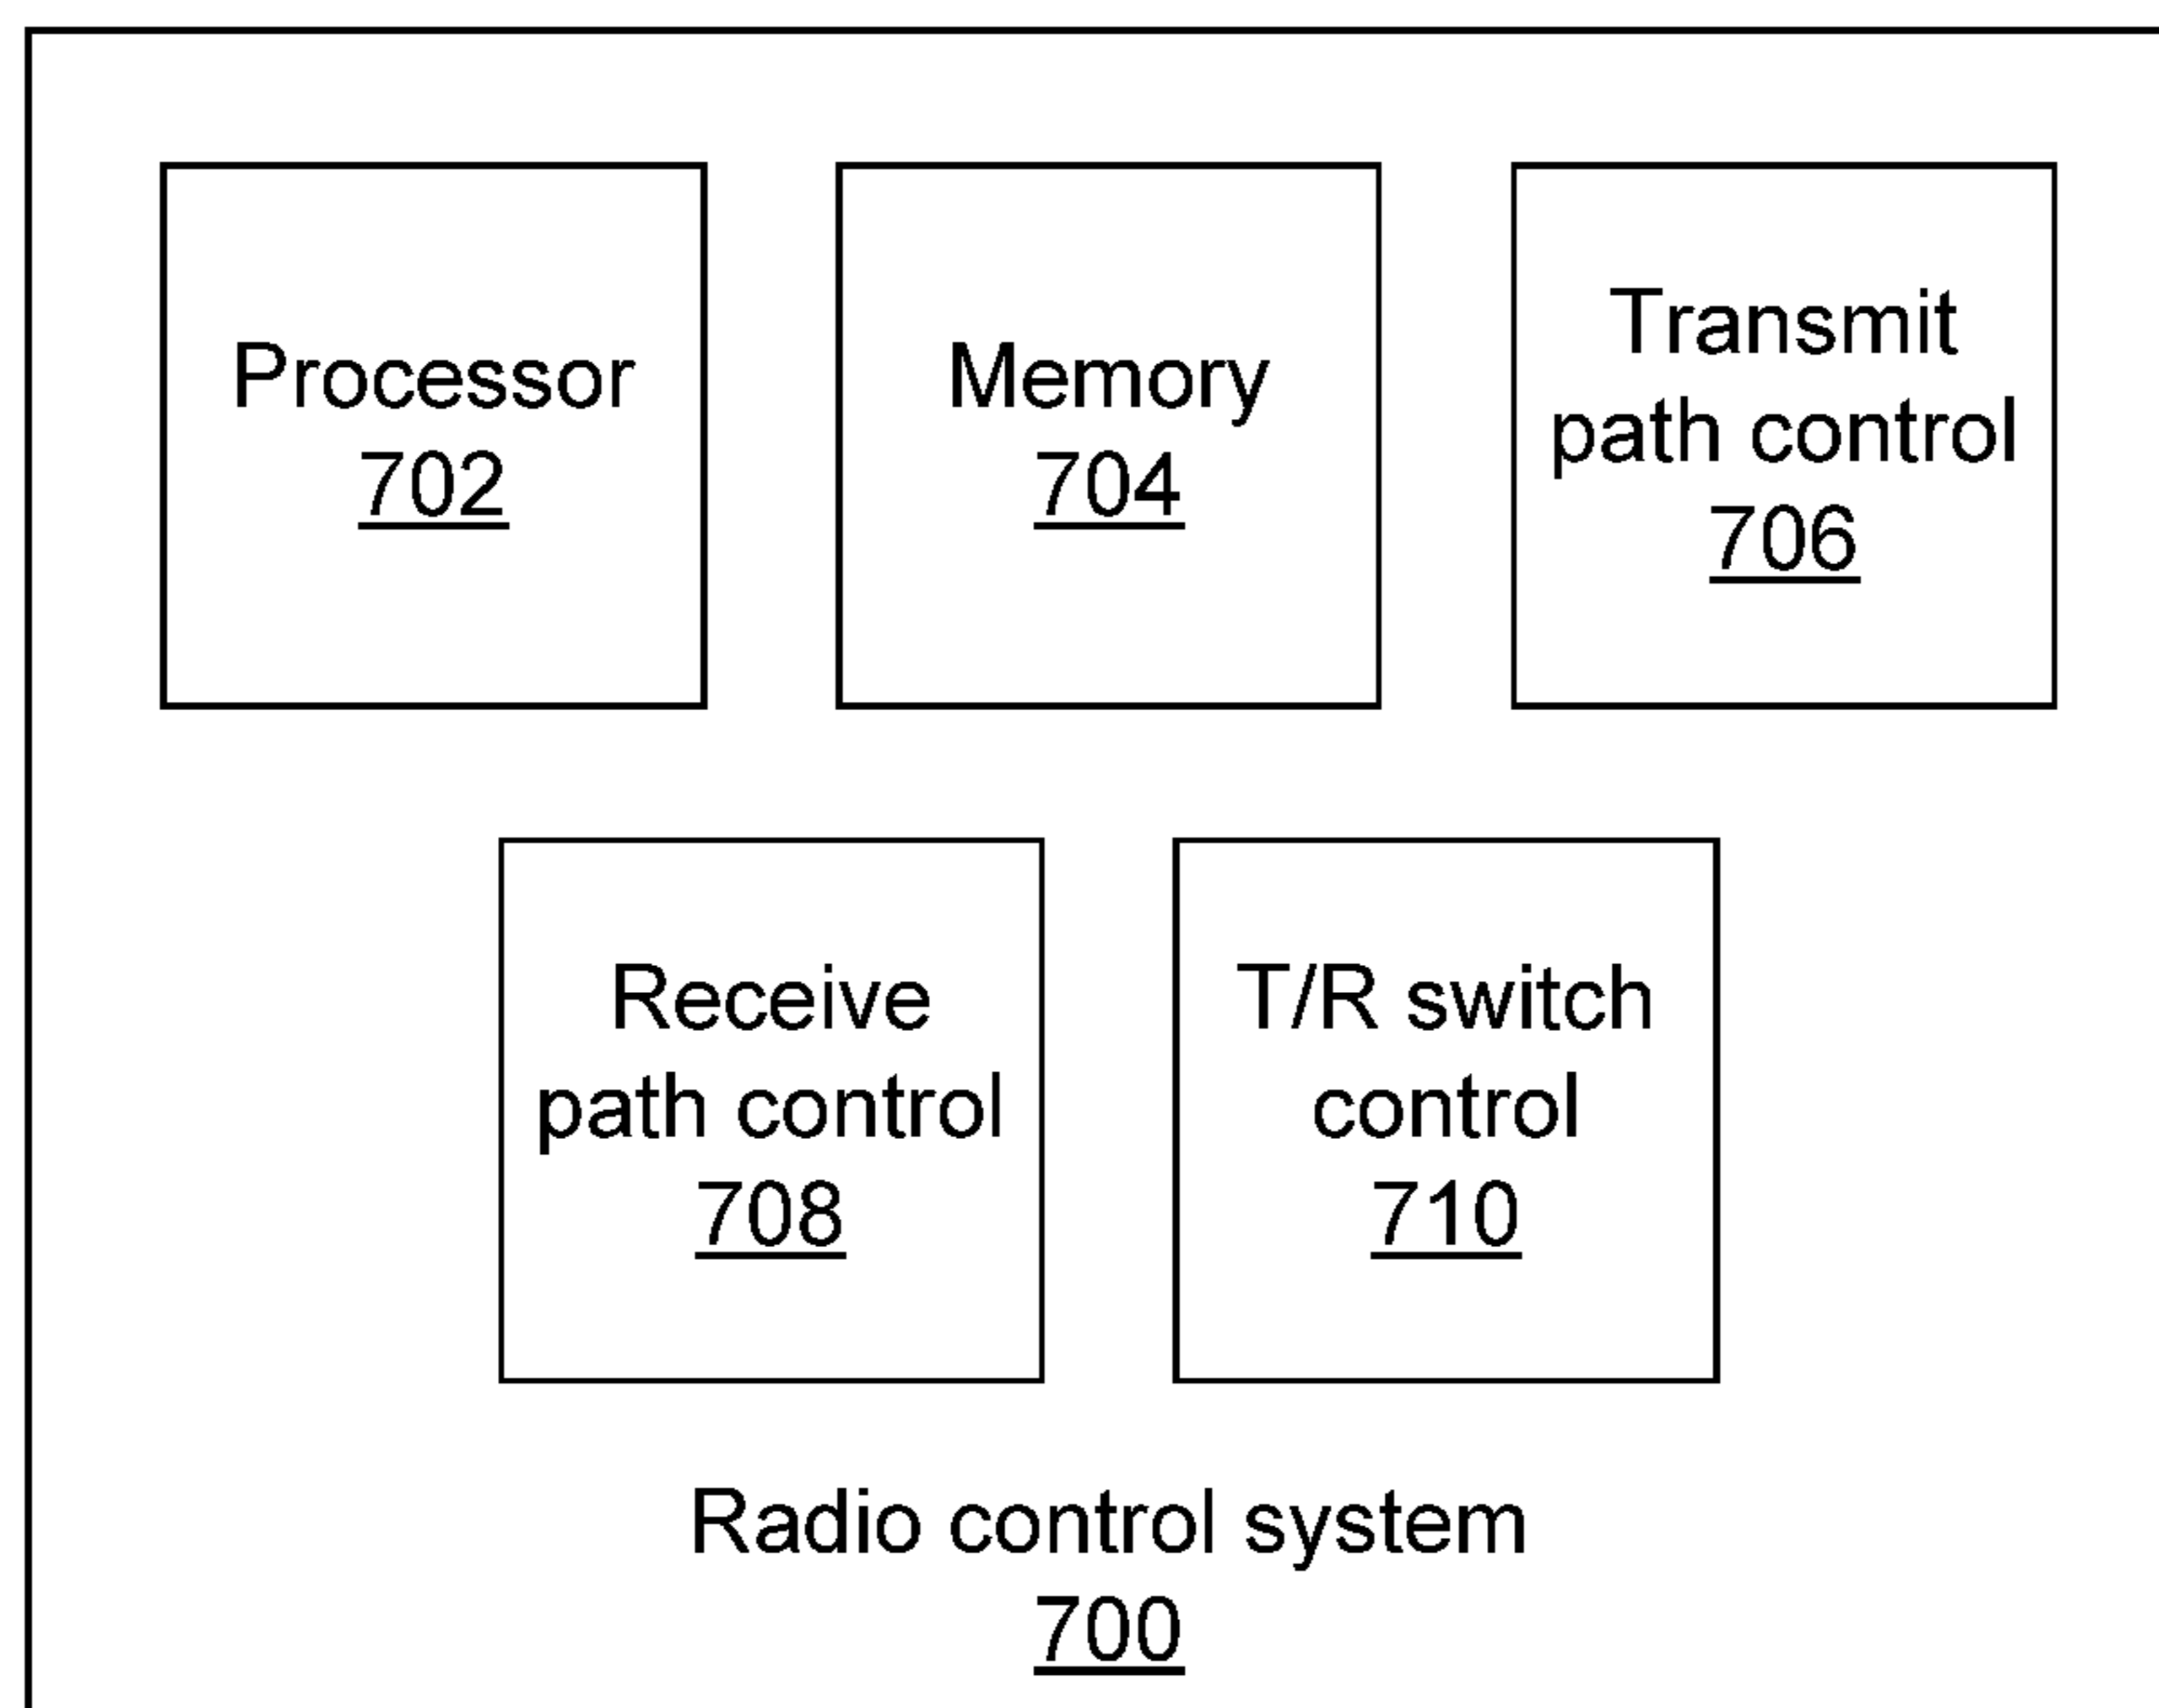 Processor
702
Memory
704
Transmit
path control
706
Receive
path control
708
T/R switch
control
710
Radio control system
700